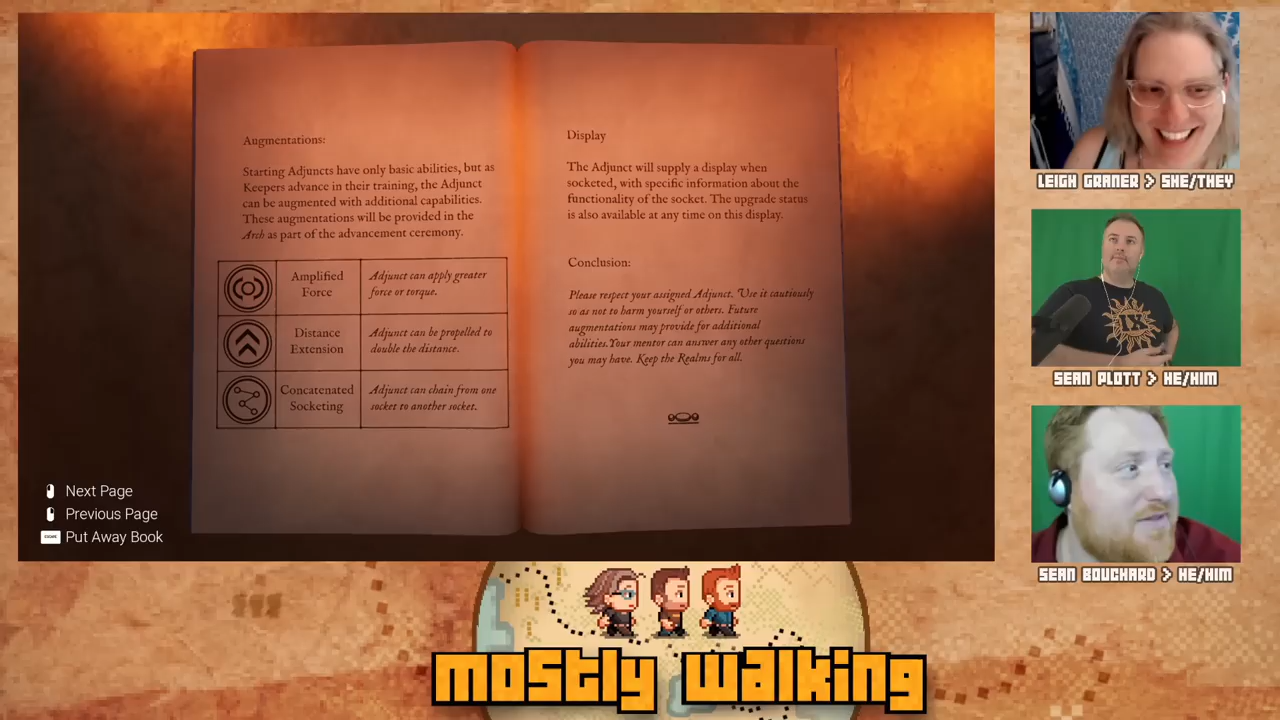 Augmentations:
Starting Adjuncts have only basic abilities, but as
Keepers advance in their training, the Adjunct
can be augmented with additional capabilities.
These augmentations will be provided in the
Arch as part of the advancement ceremony.
Amplified
Force
Adjunct can apply greater
force or torque.
Distance
Extension
Adjunct can be propelled to
double the distance.
Concatenated
Socketing
Adjunct can chain from one
socket to another socket.
Display
The Adjunct will supply a display when
socketed, with specific information about the
functionality of the socket. The upgrade status
is also available at any time on this display.
Conclusion:
Please respect your assigned Adjunct. Use it cautiously
so as not to harm yourself or others. Future
augmentations may provide for additional
abilities.Your mentor can answer any other questions
you may have. Keep the Realms for all.
Next Page
Previous Page
Put Away Book
LEIGH GRANER > SHE/THEY
SEAN PLOTT > HE/HIM
SEAN BOUCHARD > HE/HIM
mostly walking